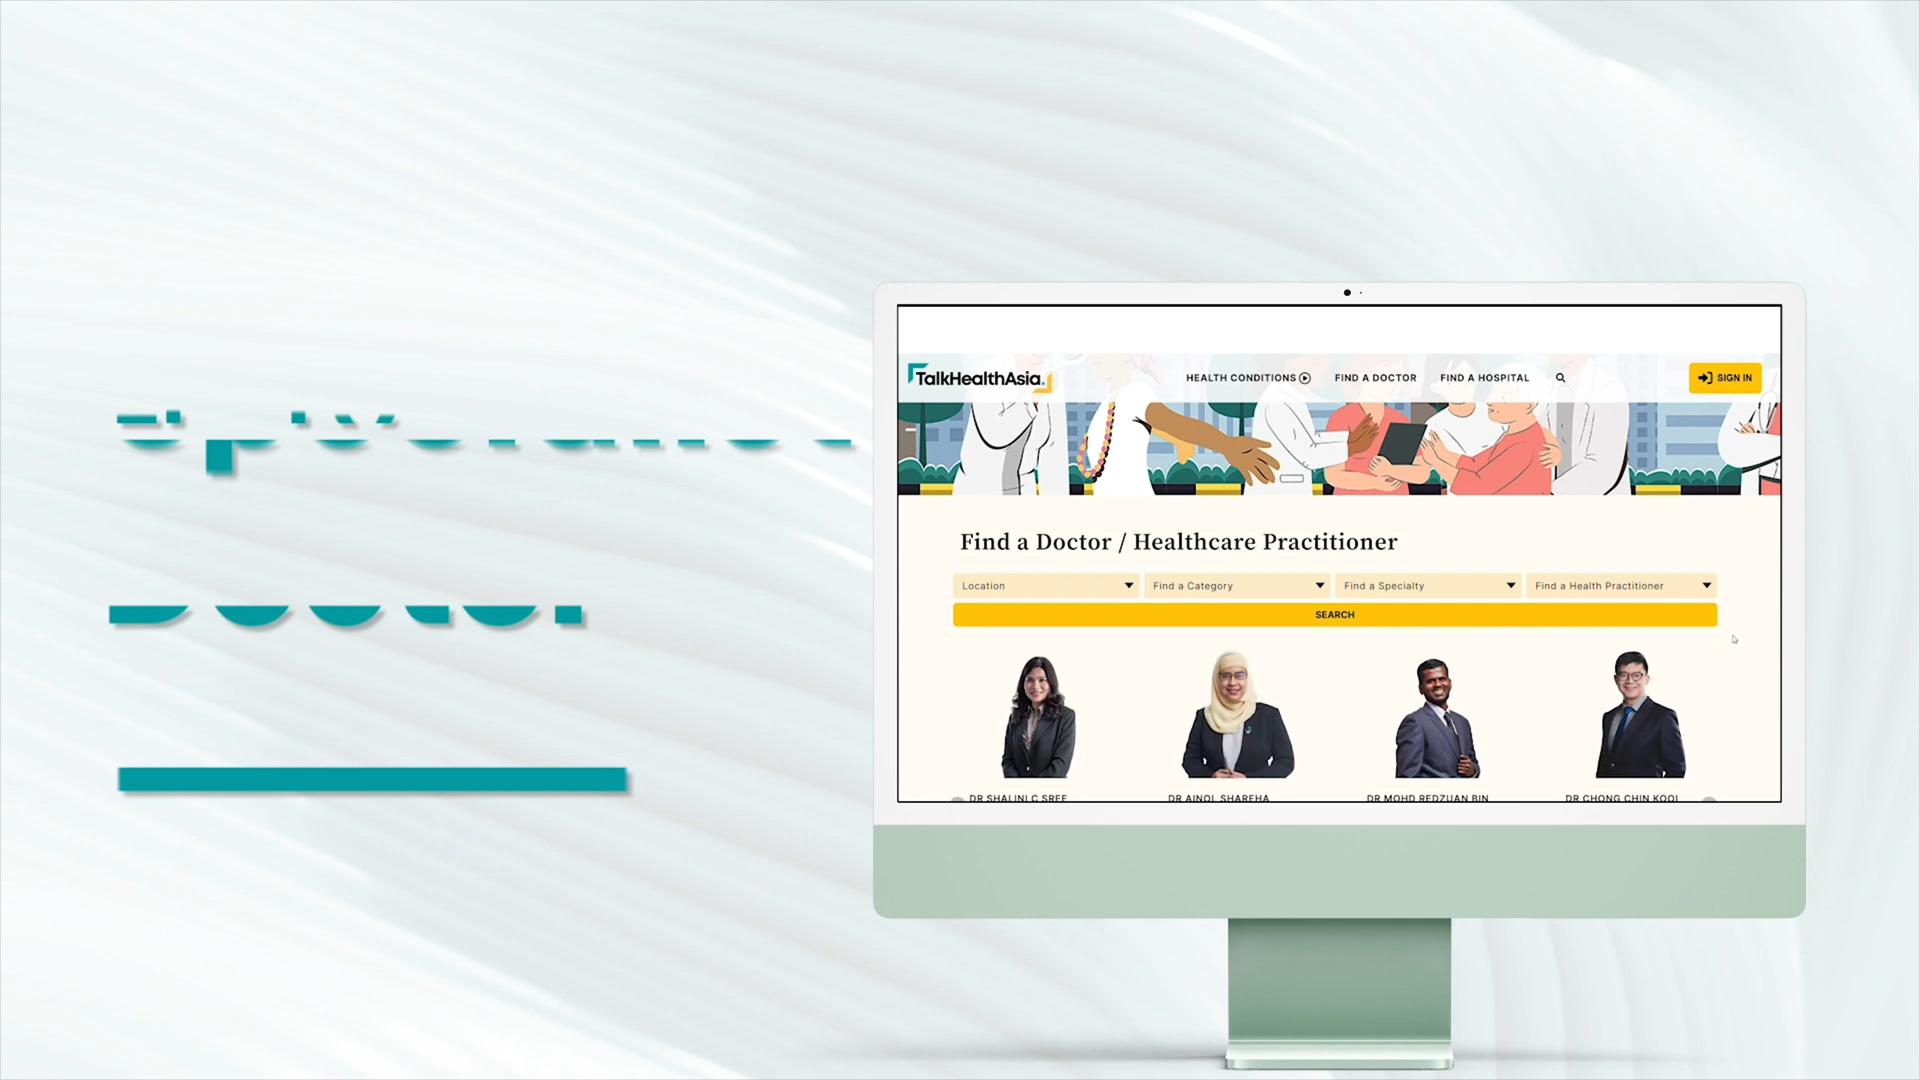 TalkHealthAsia.
HEALTH CONDITIONS FIND A DOCTOR FIND A HOSPITAL
SIGN IN
Find a Doctor / Healthcare Practitioner
Location
Find a Category
Find a Specialty
Find a Health Practitioner
SEARCH
DR SHALINI C SREE
DR AINOL SHAREHA
DR MOHD REDZUAN BIN
DR CHONG CHIN KOOI